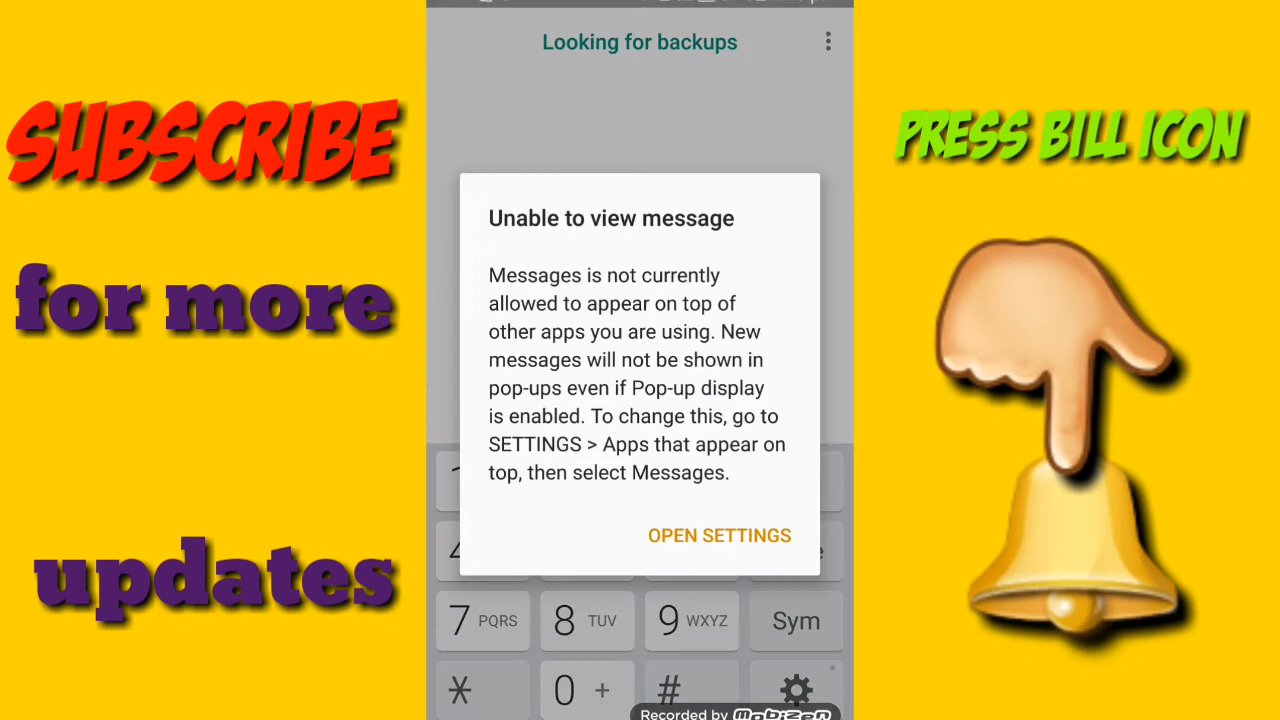 Looking for backups
SUBSCRIBE
for more
updates
PRESS BILL ICON
Unable to view message
Messages is not currently
allowed to appear on top of
other apps you are using. New
messages will not be shown in
pop-ups even if Pop-up display
is enabled. To change this, go to
SETTINGS > Apps that appear on
top, then select Messages.
OPEN SETTINGS
4
7 PQRS 8 TUV 9 WXYZ Sym
* 0 + #
Recorded by Mobizen